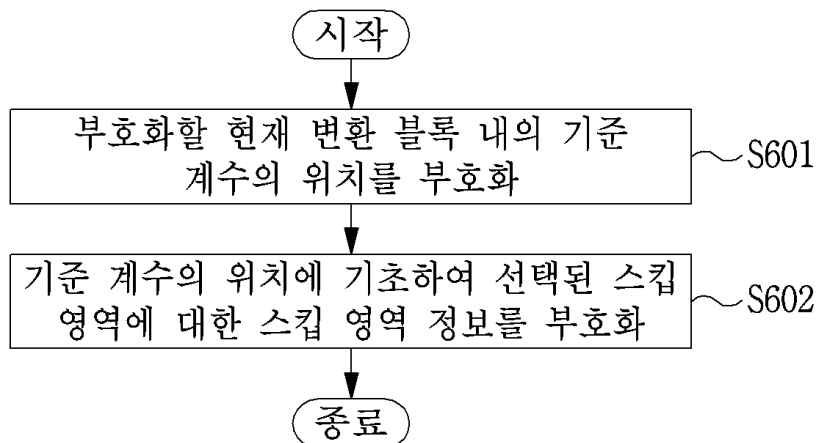 시작
부호화할 현재 변환 블록 내의 기준
계수의 위치를 부호화
S601
기준 계수의 위치에 기초하여 선택된 스킵
영역에 대한 스킵 영역 정보를 부호화
S602
종료